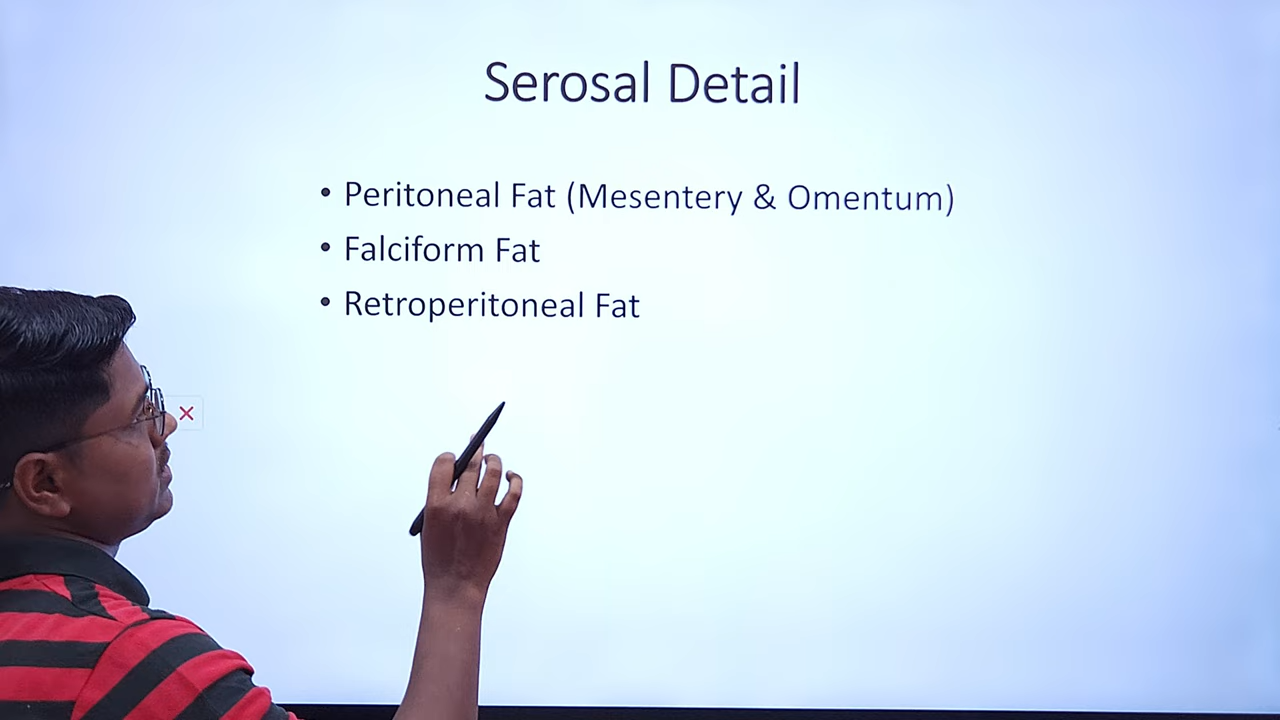 Serosal Detail
• Peritoneal Fat (Mesentery & Omentum)
• Falciform Fat
• Retroperitoneal Fat